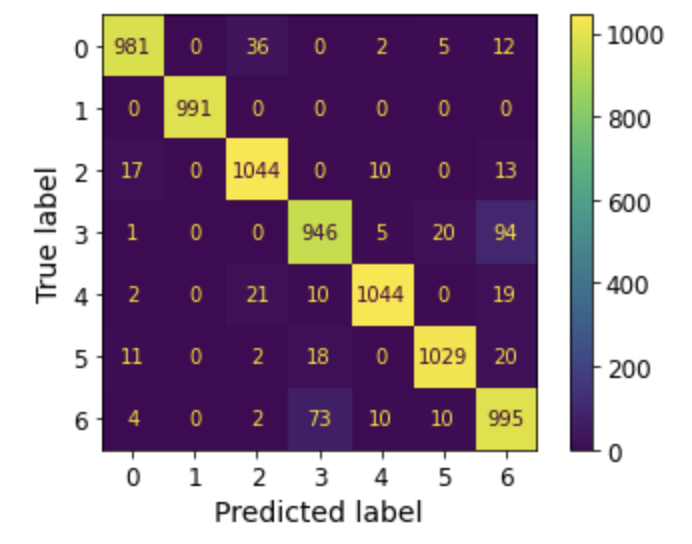 0 981 0 36 0 2 5 12
1 0 991 0 0 0 0 0
2 17 0 1044 0 10 0 13
3 1 0 0 946 5 20 94
4 2 0 21 10 1044 0 19
5 11 0 2 18 0 1029 20
6 4 0 2 73 10 10 995
0 1 2 3 4 5 6
Predicted label
True label
1000
800
600
400
200
0